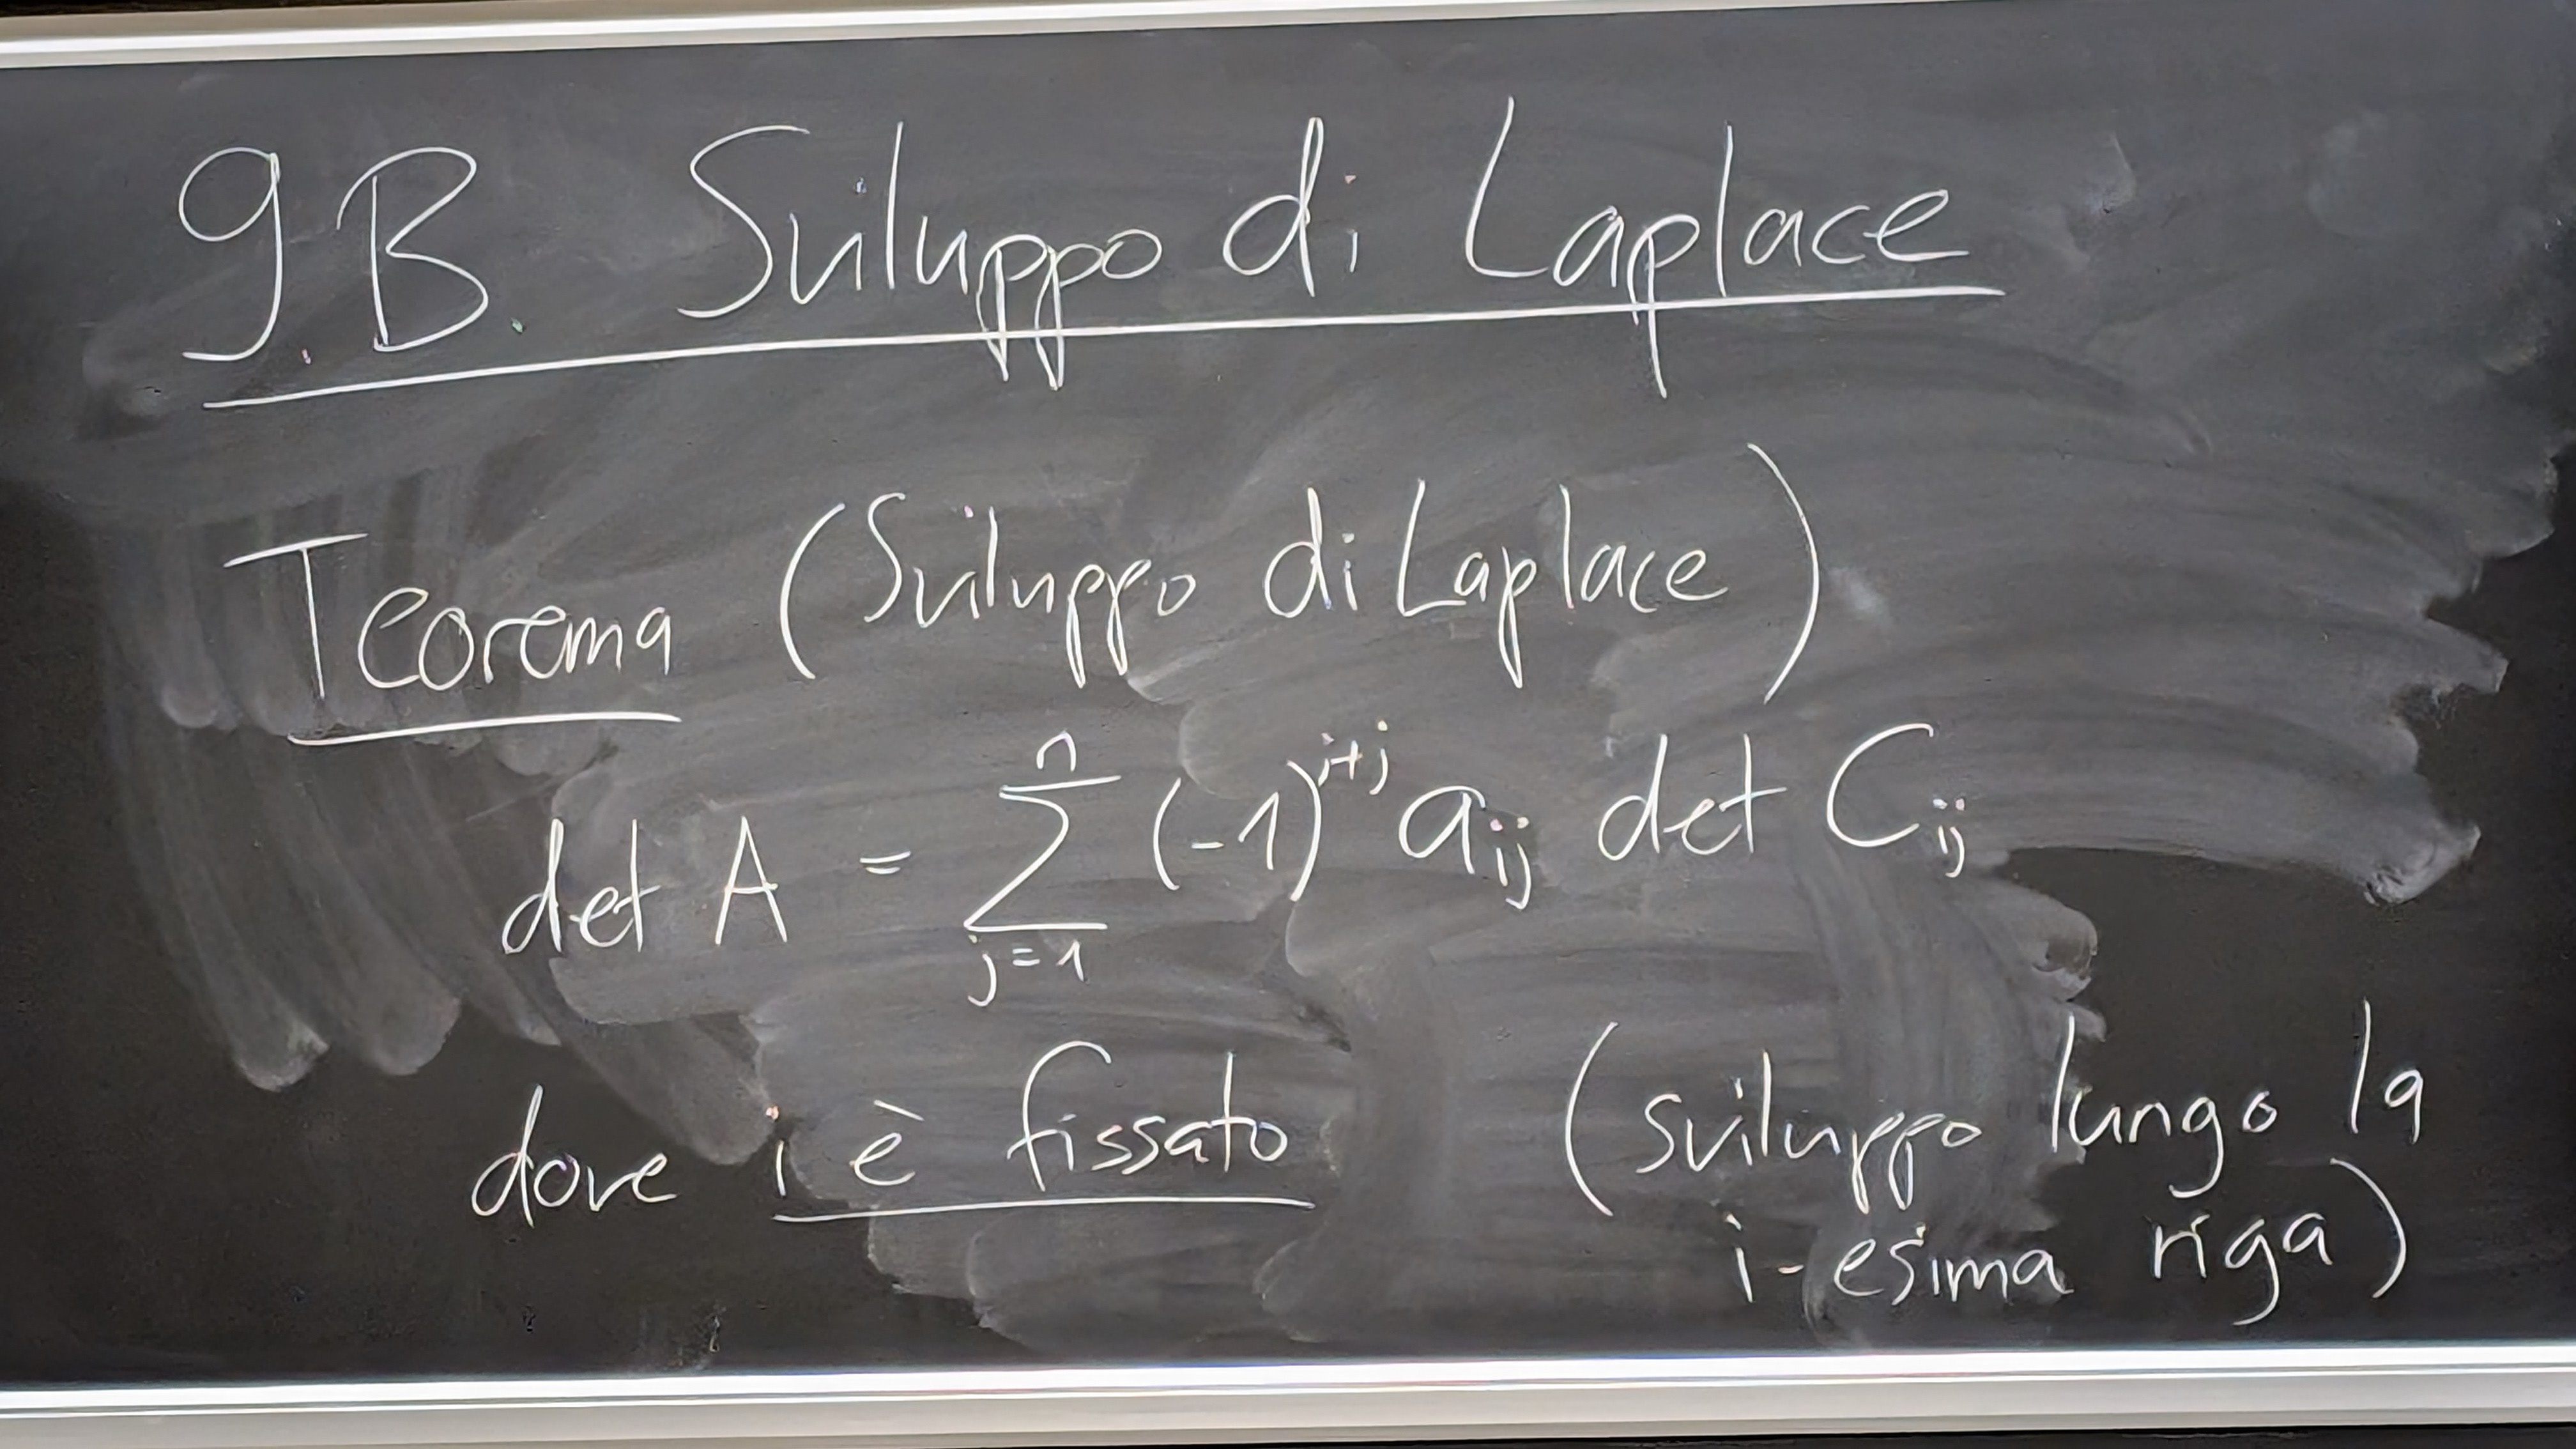 9.B. Sviluppo di Laplace
Teorema (Sviluppo di Laplace)
det A = \sum_{j=1}^{n} (-1)^{i+j} a_{ij} det C_{ij}
dove i è fissato (sviluppo lungo la
i-esima riga)